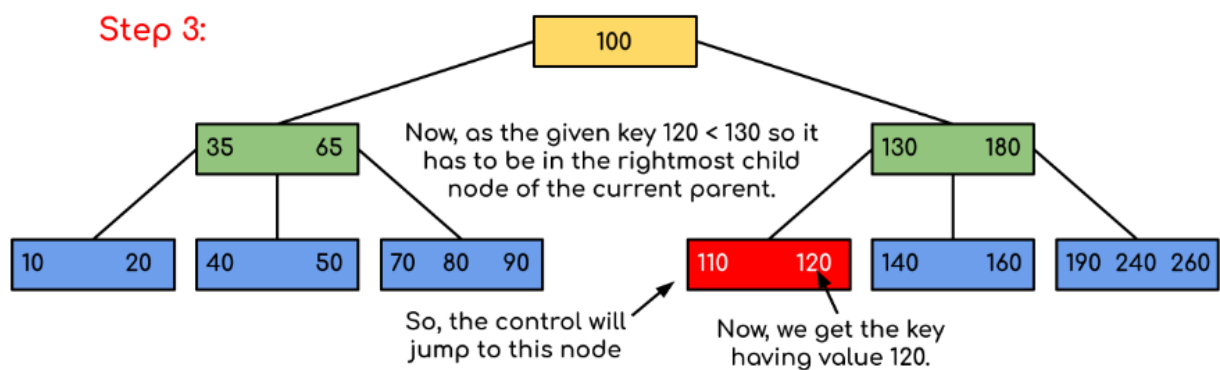 Step 3:
100
Now, as the given key 120 < 130 so it
has to be in the rightmost child
node of the current parent.
35 65
130 180
10 20
40 50
70 80 90
110 120
140 160
190 240 260
So, the control will
jump to this node
Now, we get the key
having value 120.